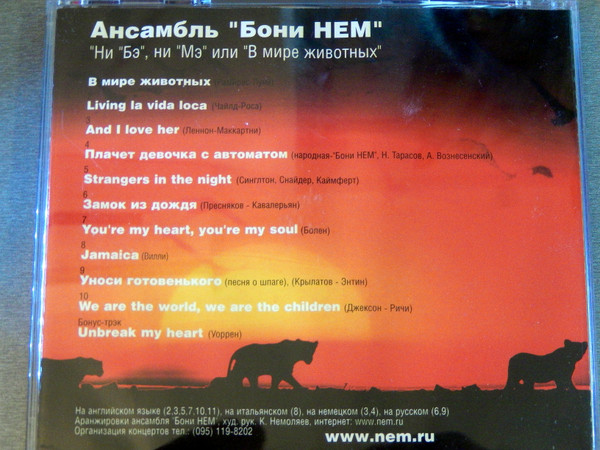 Ансамбль "Бони НЕМ"
"Ни "Бэ", ни "Мэ" или "В мире животных"
В мире животных
Living la vida loca (Чайлд-Роса)
3
And I love her (Леннон-Маккартни)
4
Плачет девочка с автоматом (народная-"Бони НЕМ", Н. Тарасов, А. Вознесенский)
5
Strangers in the night (Синглтон, Снайдер, Каймферт)
6
Замок из дождя (Пресняков - Кавалерьян)
7
You're my heart, you're my soul (Болен)
8
Jamaica (Вилли)
9
Уноси готовенького (песня о шпаге), (Крылатов - Энтин)
10
We are the world, we are the children (Джексон - Ричи)
Бонус-трэк
Unbreak my heart (Уоррен)
На английском языке (2,3,5,7,10,11), на итальянском (8), на немецком (3,4), на русском (6,9)
Аранжировки ансамбля "Бони НЕМ", худ. рук. К. Немоляев, интернет: www.nem.ru
Организация концертов тел.: (095) 119-8202
www.nem.ru